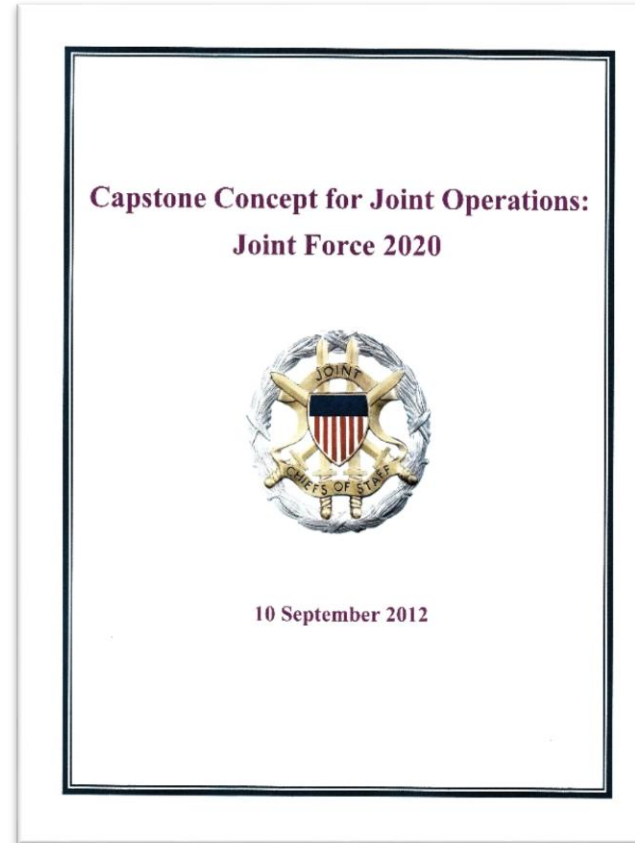 Capstone Concept for Joint Operations:
Joint Force 2020
JOINT
CHIEFS OF STAFF
10 September 2012